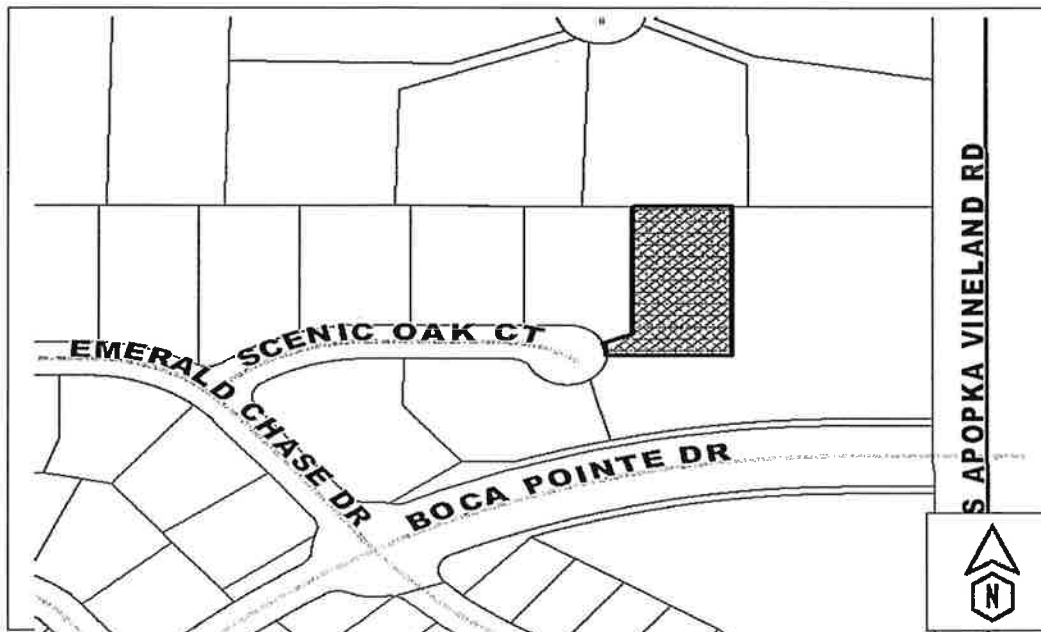 S APOPKA VINELAND RD
SCENIC OAK CT
EMERALD CHASE DR
BOCA POINTE DR
N